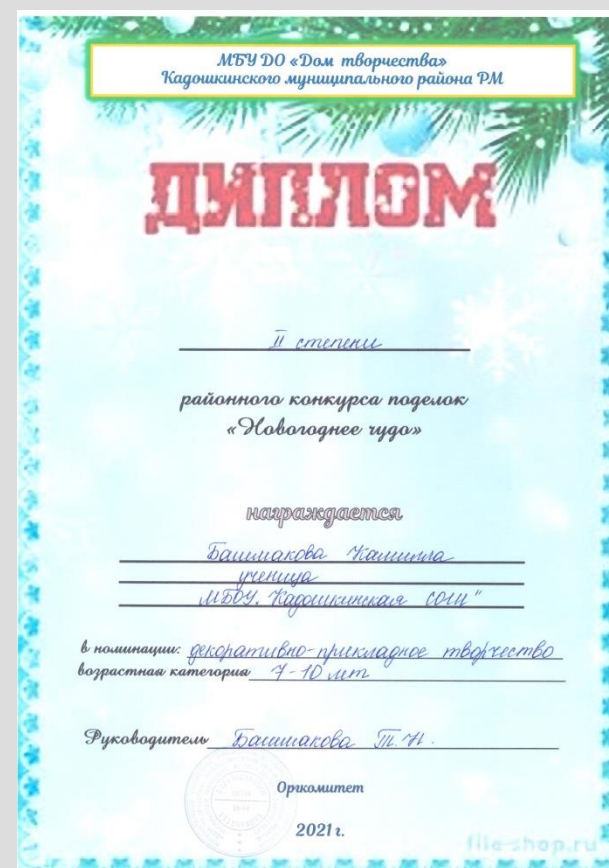 МБУ ДО «Дом творчества»
Кадошкинского муниципального района РМ
ДИПЛОМ
II степени
районного конкурса поделок
«Новогоднее чудо»
награждается
Башмакова Камилла
ученица
МБОУ "Кадошкинская СОШ"
в номинации: декоративно-прикладное творчество
возрастная категория 7-10 лет
Руководитель Башмакова Т.Н.
Оргкомитет
2021 г.
file-shop.ru